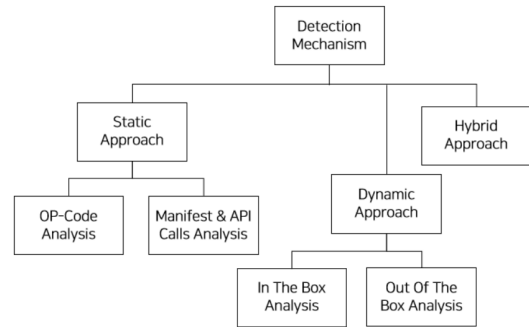 Detection
Mechanism
Static
Approach
Hybrid
Approach
Dynamic
Approach
OP-Code
Analysis
Manifest & API
Calls Analysis
In The Box
Analysis
Out Of The
Box Analysis